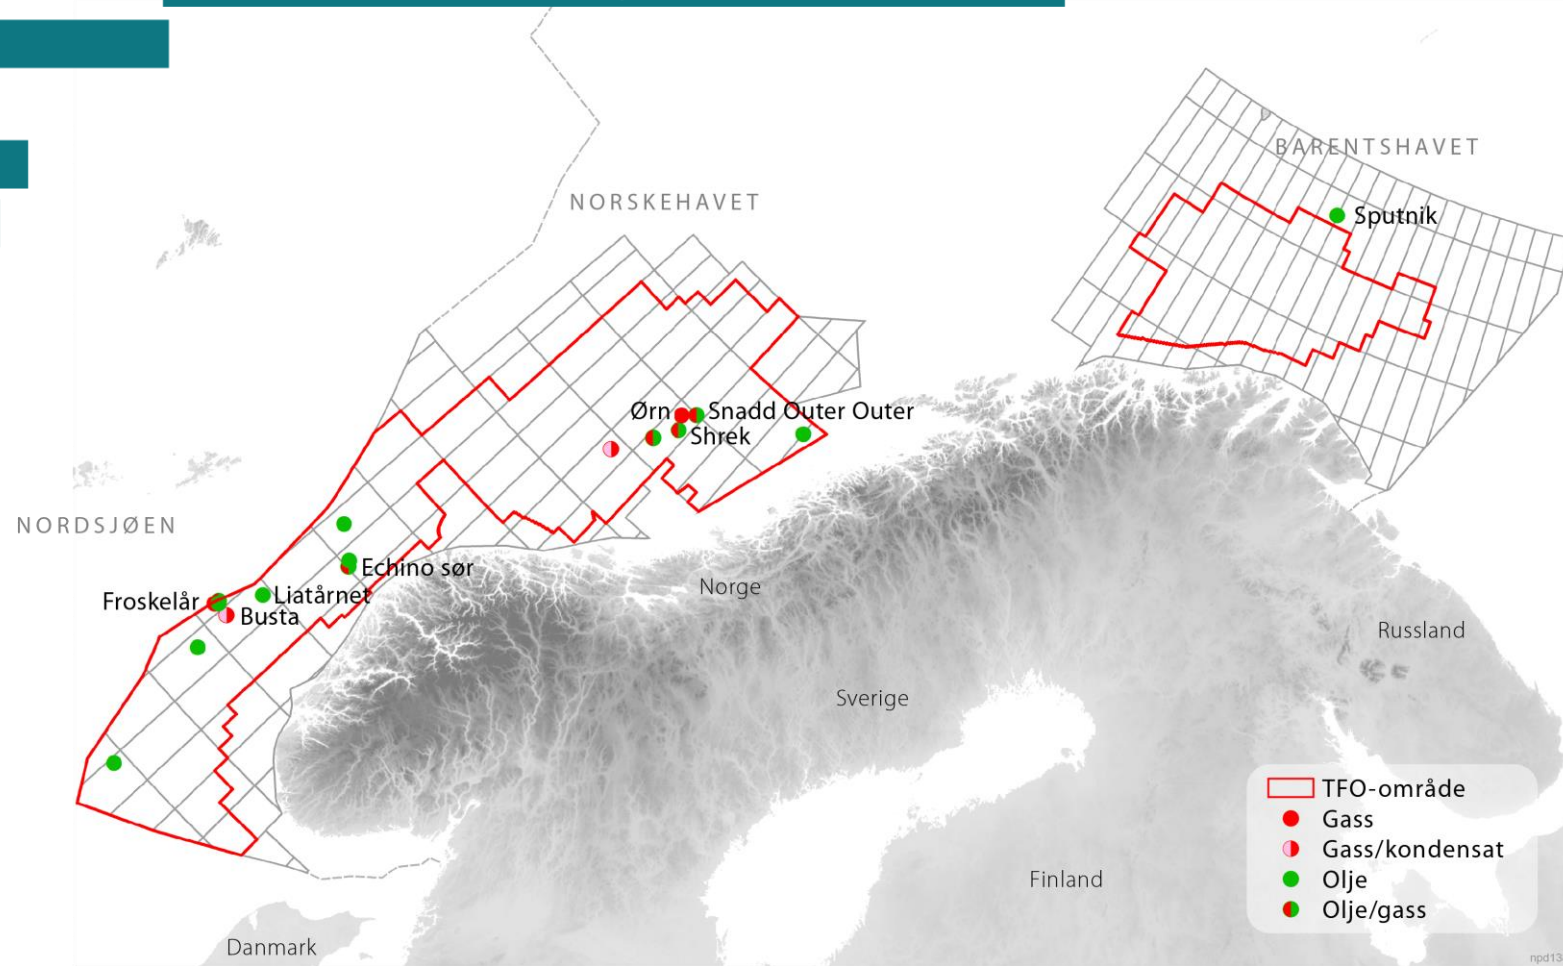 BARENTSHAVET
NORSKEHAVET
Sputnik
Ørn
Snadd Outer Outer
Shrek
NORDSJØEN
Echino sør
Froskelår
Liatårnet
Busta
Norge
Russland
Sverige
TFO-område
Gass
Gass/kondensat
Olje
Olje/gass
Finland
Danmark
npd13